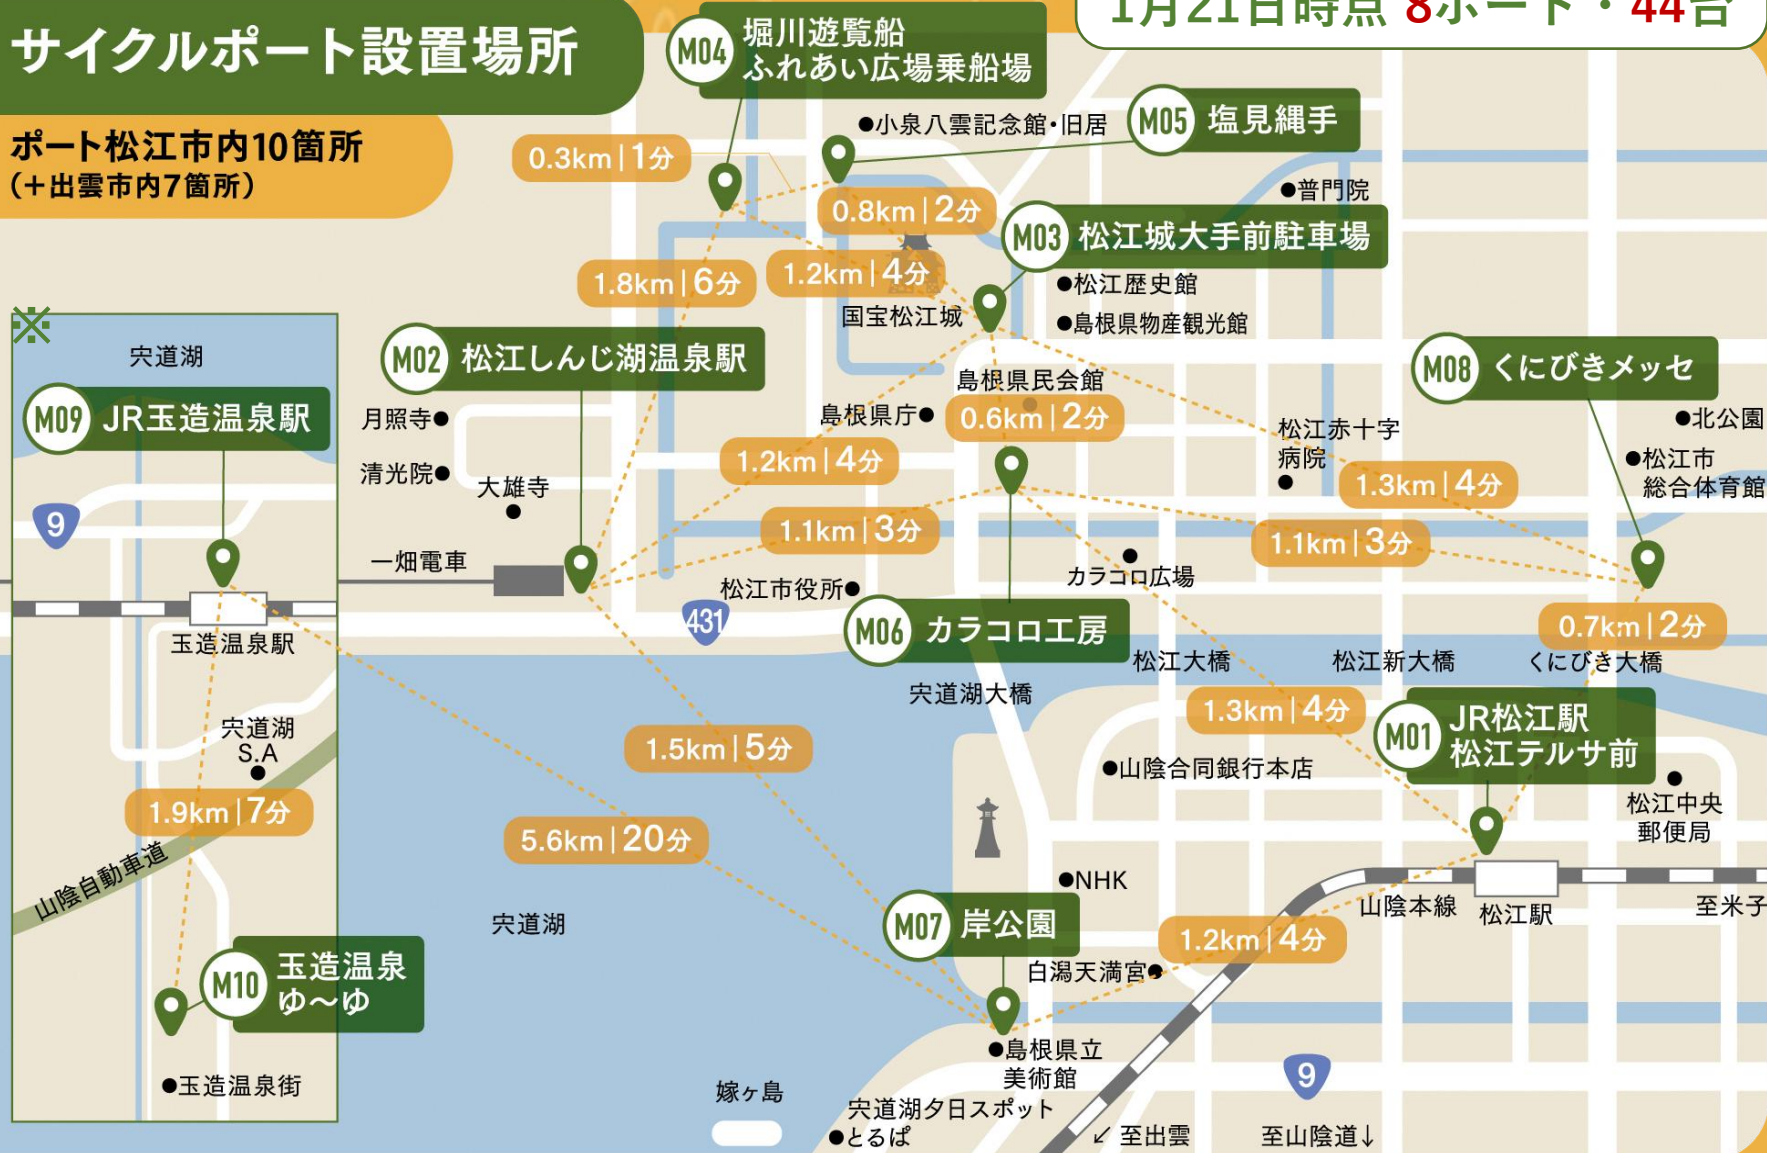 サイクルポート設置場所
1月21日時点 8ポート・44台
ポート松江市内10箇所
(+出雲市内7箇所)
M04 堀川遊覧船
ふれあい広場乗船場
●小泉八雲記念館・旧居
M05 塩見縄手
0.3km|1分
●普門院
0.8km|2分
M03 松江城大手前駐車場
1.8km|6分
1.2km|4分
●松江歴史館
国宝松江城
●島根県物産観光館
※
宍道湖
M02 松江しんじ湖温泉駅
M08 くにびきメッセ
島根県民会館
M09 JR玉造温泉駅
月照寺●
島根県庁●
0.6km|2分
●北公園
松江赤十字
病院
●
清光院●
大雄寺
●
1.2km|4分
●松江市
総合体育館
1.3km|4分
9
1.1km|3分
1.1km|3分
一畑電車
●
カラコロ広場
松江市役所●
431
M06 カラコロ工房
0.7km|2分
玉造温泉駅
松江大橋
松江新大橋
くにびき大橋
宍道湖大橋
1.3km|4分
M01 JR松江駅
松江テルサ前
宍道湖
S.A
●
1.5km|5分
●山陰合同銀行本店
●
松江中央
郵便局
1.9km|7分
5.6km|20分
山陰自動車道
●NHK
山陰本線
松江駅
至米子
宍道湖
M07 岸公園
1.2km|4分
白潟天満宮●
M10 玉造温泉
ゆ〜ゆ
●島根県立
美術館
9
●玉造温泉街
嫁ヶ島
宍道湖夕日スポット
●とるぱ
↙至出雲
至山陰道↓